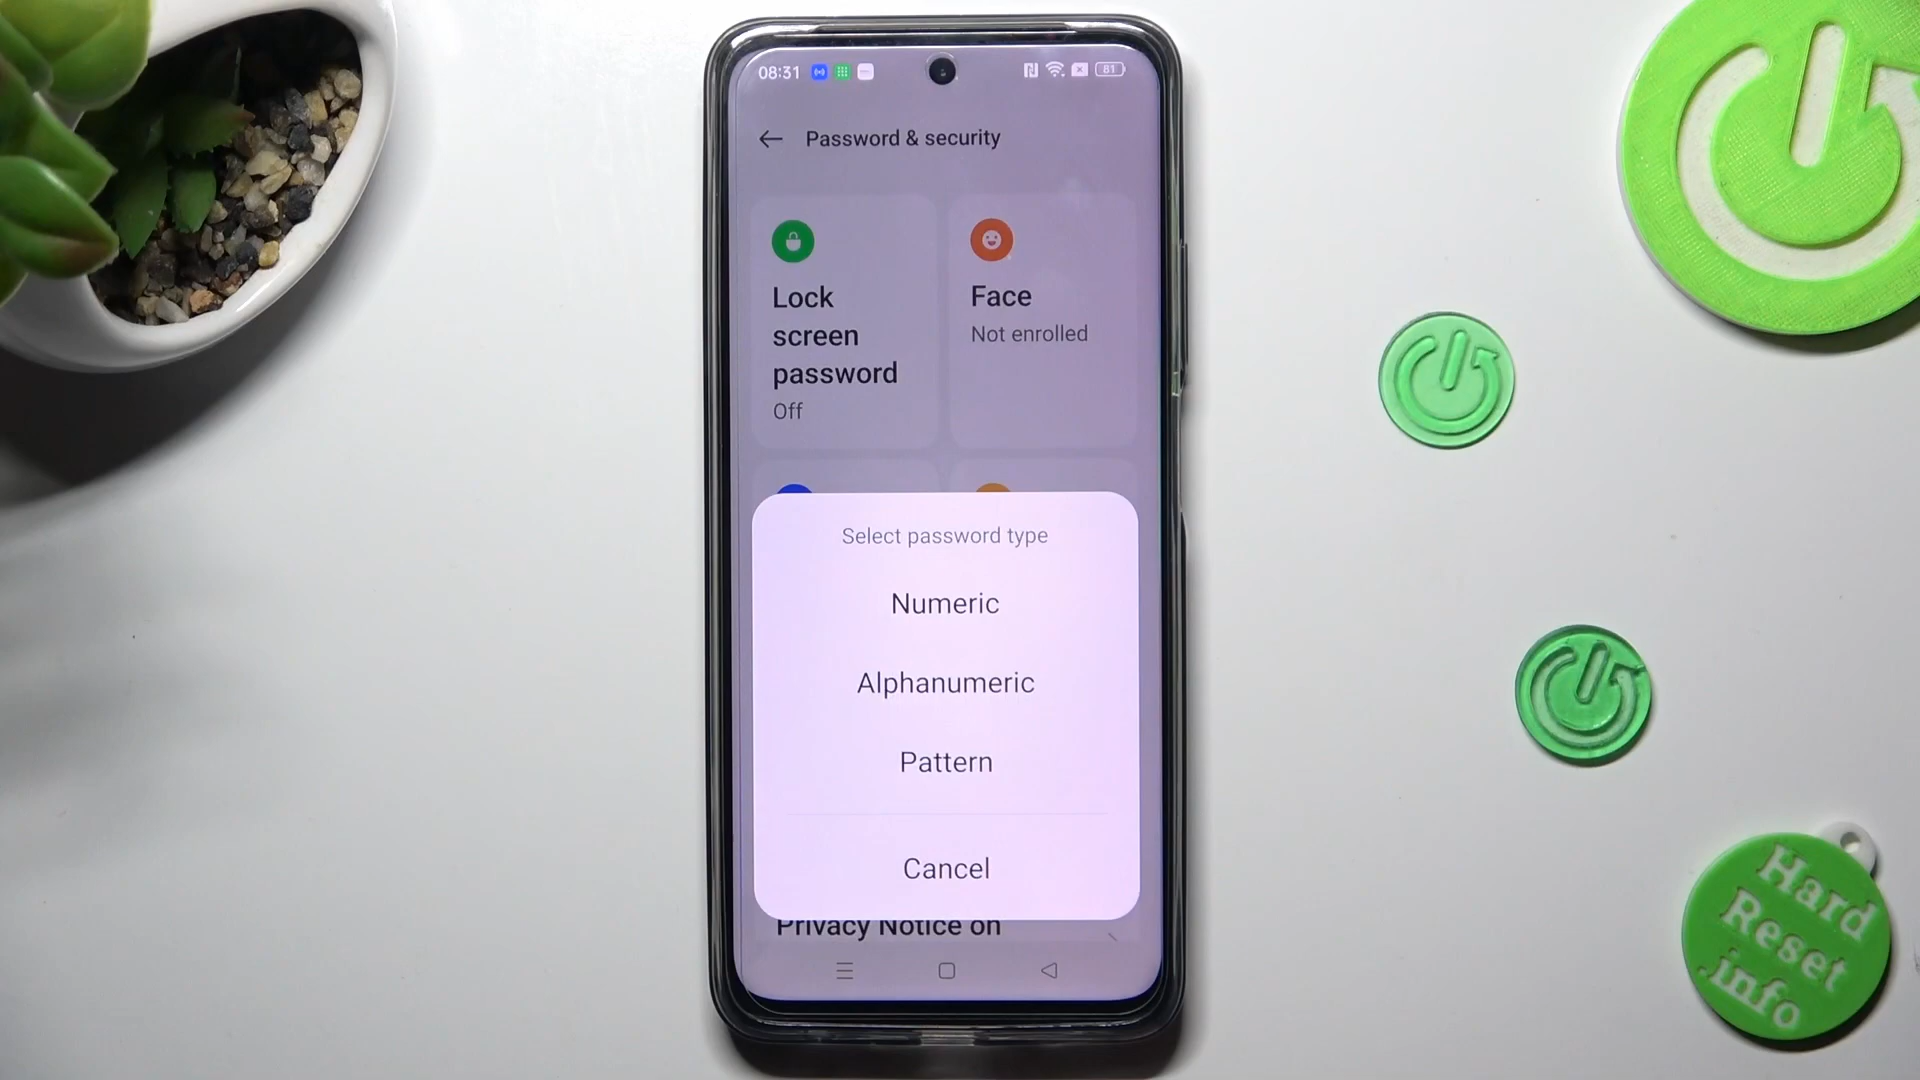 08:31
81
Password & security
Lock
screen
password
Off
Face
Not enrolled
Select password type
Numeric
Alphanumeric
Pattern
Cancel
Privacy Notice on
Hard
Reset
.info